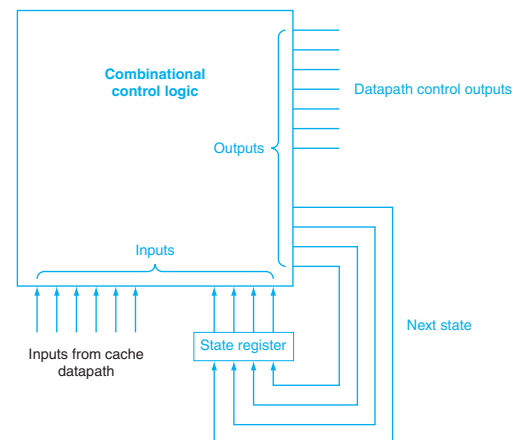 Combinational
control logic
Datapath control outputs
Outputs
Inputs
Next state
State register
Inputs from cache
datapath